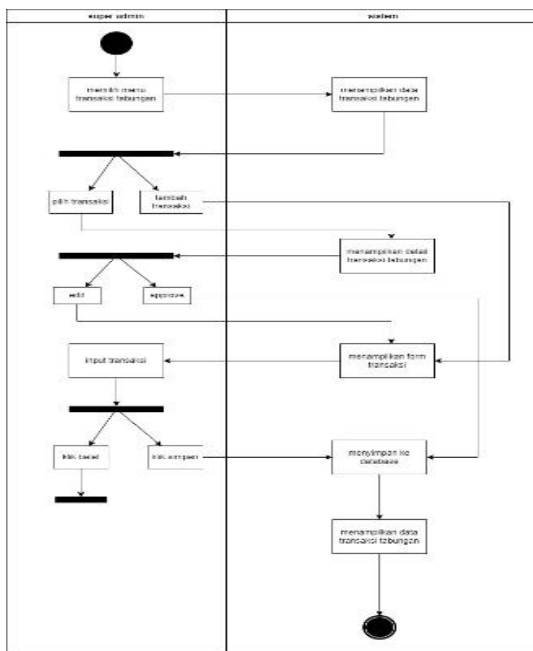 super admin
sistem
memilih menu
transaksi tabungan
menampilkan data
transaksi tabungan
pilih transaksi
tambah
transaksi
menampilkan detail
transaksi tabungan
edit
approve
input transaksi
menampilkan form
transaksi
klik batal
klik simpan
menyimpan ke
database
menampilkan data
transaksi tabungan